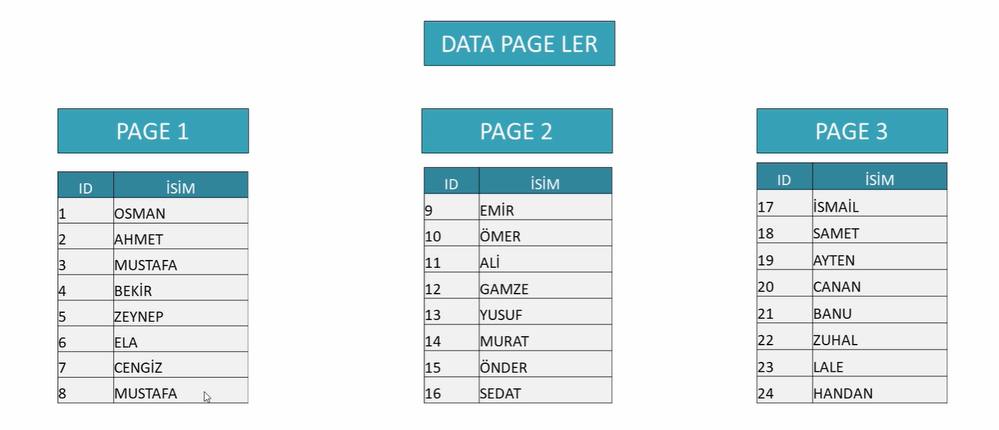 DATA PAGE LER
PAGE 1
ID İSİM
1 OSMAN
2 AHMET
3 MUSTAFA
4 BEKİR
5 ZEYNEP
6 ELA
7 CENGİZ
8 MUSTAFA
PAGE 2
ID İSİM
9 EMİR
10 ÖMER
11 ALİ
12 GAMZE
13 YUSUF
14 MURAT
15 ÖNDER
16 SEDAT
PAGE 3
ID İSİM
17 İSMAİL
18 SAMET
19 AYTEN
20 CANAN
21 BANU
22 ZUHAL
23 LALE
24 HANDAN